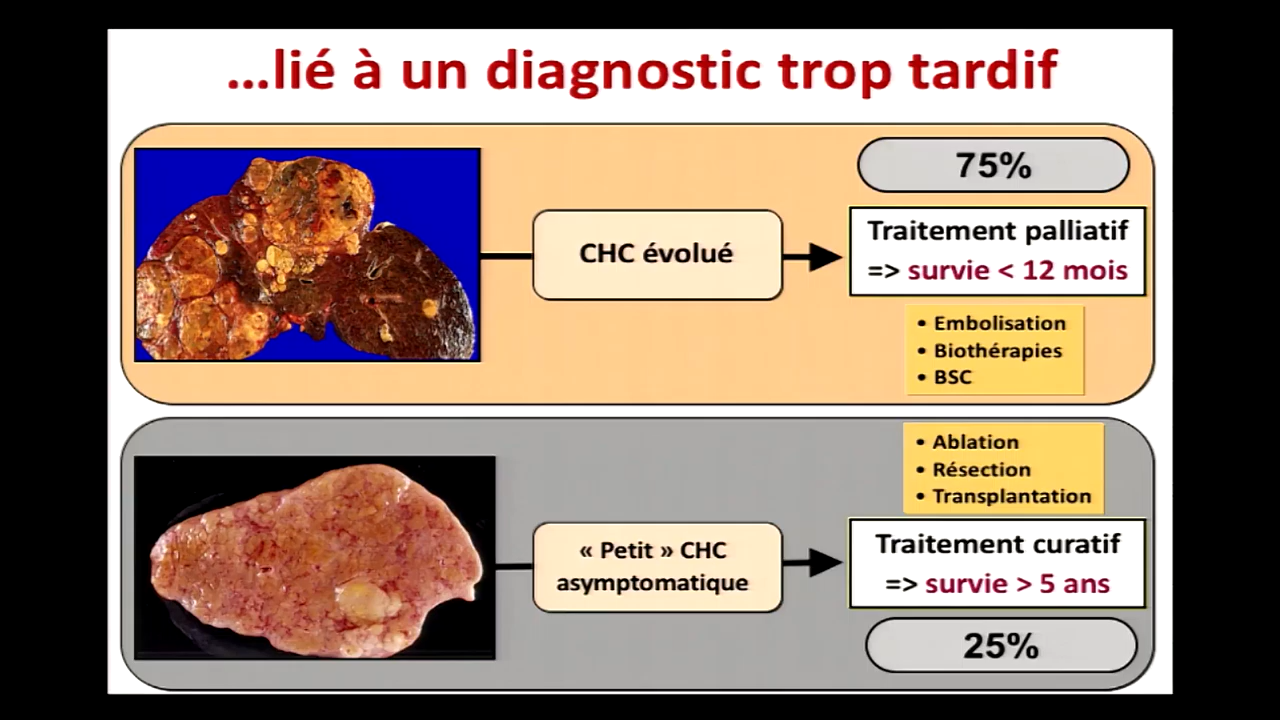 ...lié à un diagnostic trop tardif
75%
CHC évolué
Traitement palliatif
=> survie < 12 mois
• Embolisation
• Biothérapies
• BSC
• Ablation
• Résection
• Transplantation
« Petit » CHC
asymptomatique
Traitement curatif
=> survie > 5 ans
25%